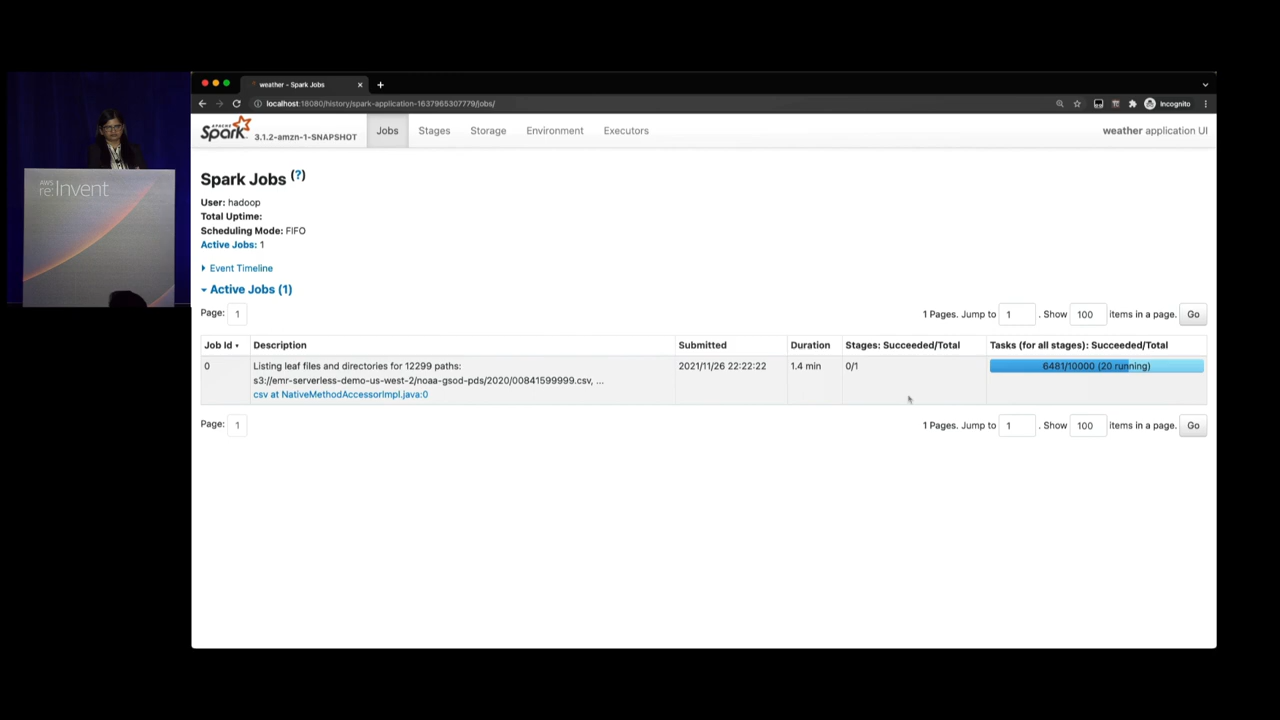 weather - Spark Jobs
localhost:18080/history/spark-application-1637965307779/jobs/
Incognito
APACHE
Spark 3.1.2-amzn-1-SNAPSHOT
Jobs
Stages
Storage
Environment
Executors
weather application UI
AWS
re:Invent
Spark Jobs (?)
User: hadoop
Total Uptime:
Scheduling Mode: FIFO
Active Jobs: 1
Event Timeline
Active Jobs (1)
Page: 1
1 Pages. Jump to 1 . Show 100 items in a page. Go
Job Id Description Submitted Duration Stages: Succeeded/Total Tasks (for all stages): Succeeded/Total
0 Listing leaf files and directories for 12299 paths: 2021/11/26 22:22:22 1.4 min 0/1 6481/10000 (20 running)
s3://emr-serverless-demo-us-west-2/noaa-gsod-pds/2020/00841599999.csv, ...
csv at NativeMethodAccessorImpl.java:0
Page: 1
1 Pages. Jump to 1 . Show 100 items in a page. Go